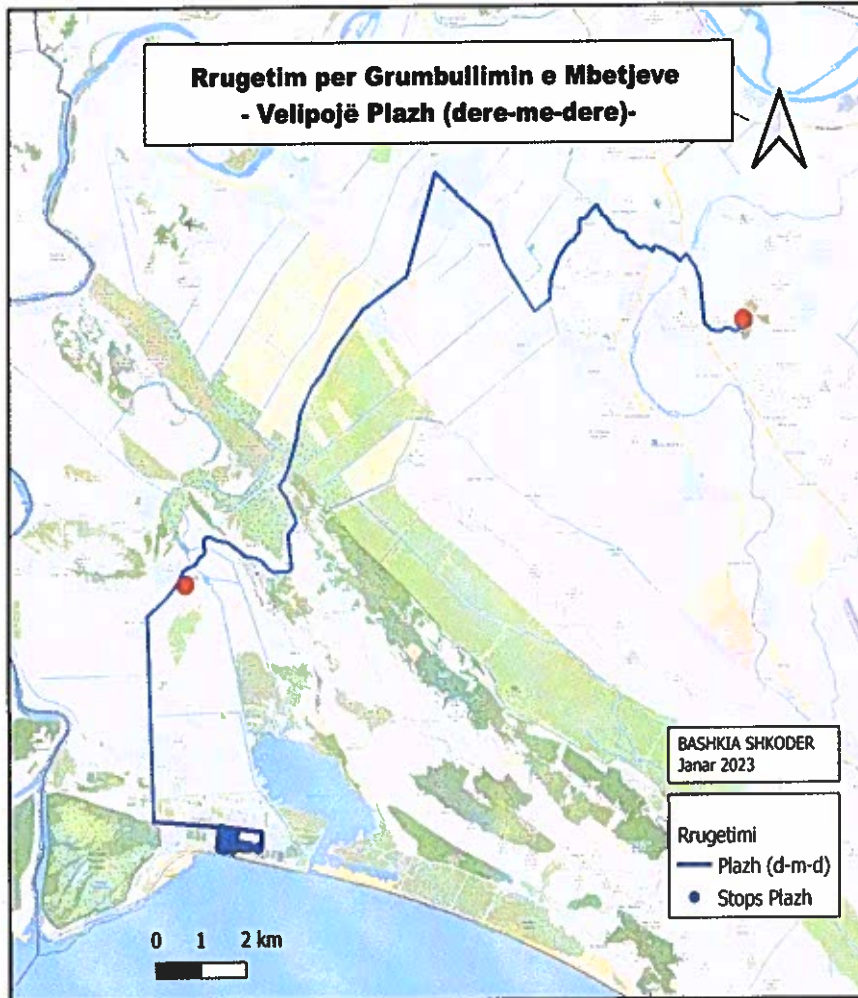 Rrugetim per Grumbullimin e Mbetjeve
- Velipojë Plazh (dere-me-dere)-
BASHKIA SHKODER
Janar 2023
Rrugetimi
Plazh (d-m-d)
Stops Plazh
0 1 2 km